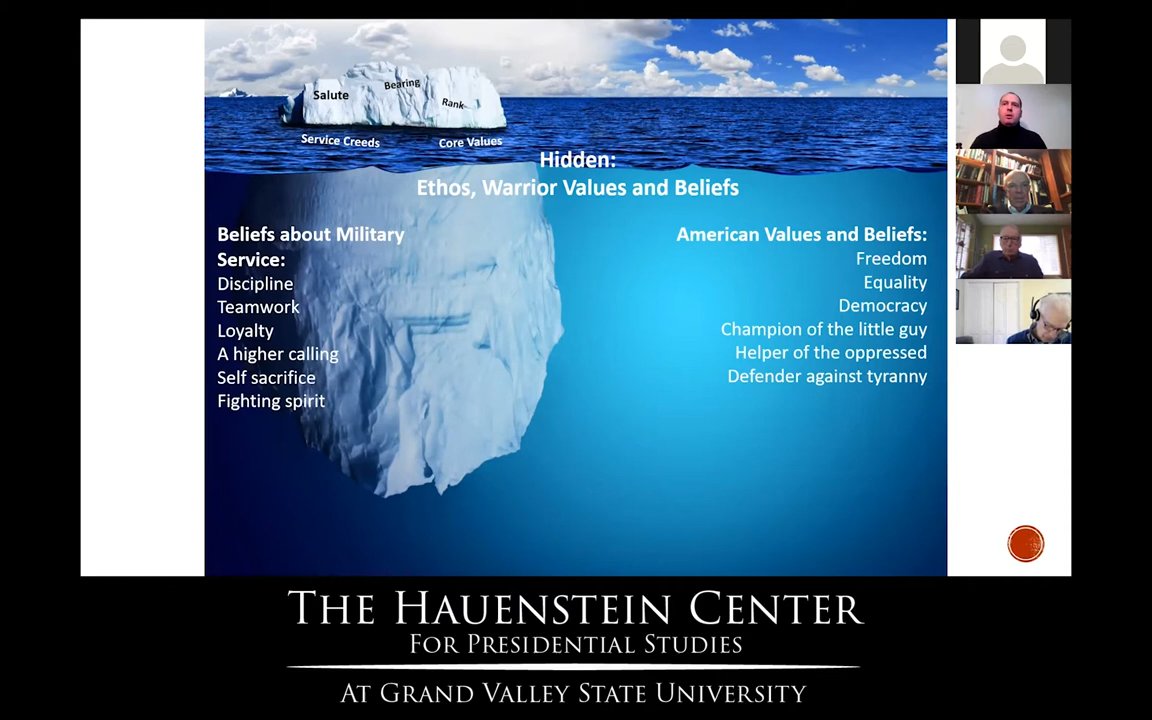 Salute
Bearing
Rank
Service Creeds
Core Values
Hidden:
Ethos, Warrior Values and Beliefs
Beliefs about Military
Service:
Discipline
Teamwork
Loyalty
A higher calling
Self sacrifice
Fighting spirit
American Values and Beliefs:
Freedom
Equality
Democracy
Champion of the little guy
Helper of the oppressed
Defender against tyranny
THE HAUENSTEIN CENTER
FOR PRESIDENTIAL STUDIES
AT GRAND VALLEY STATE UNIVERSITY